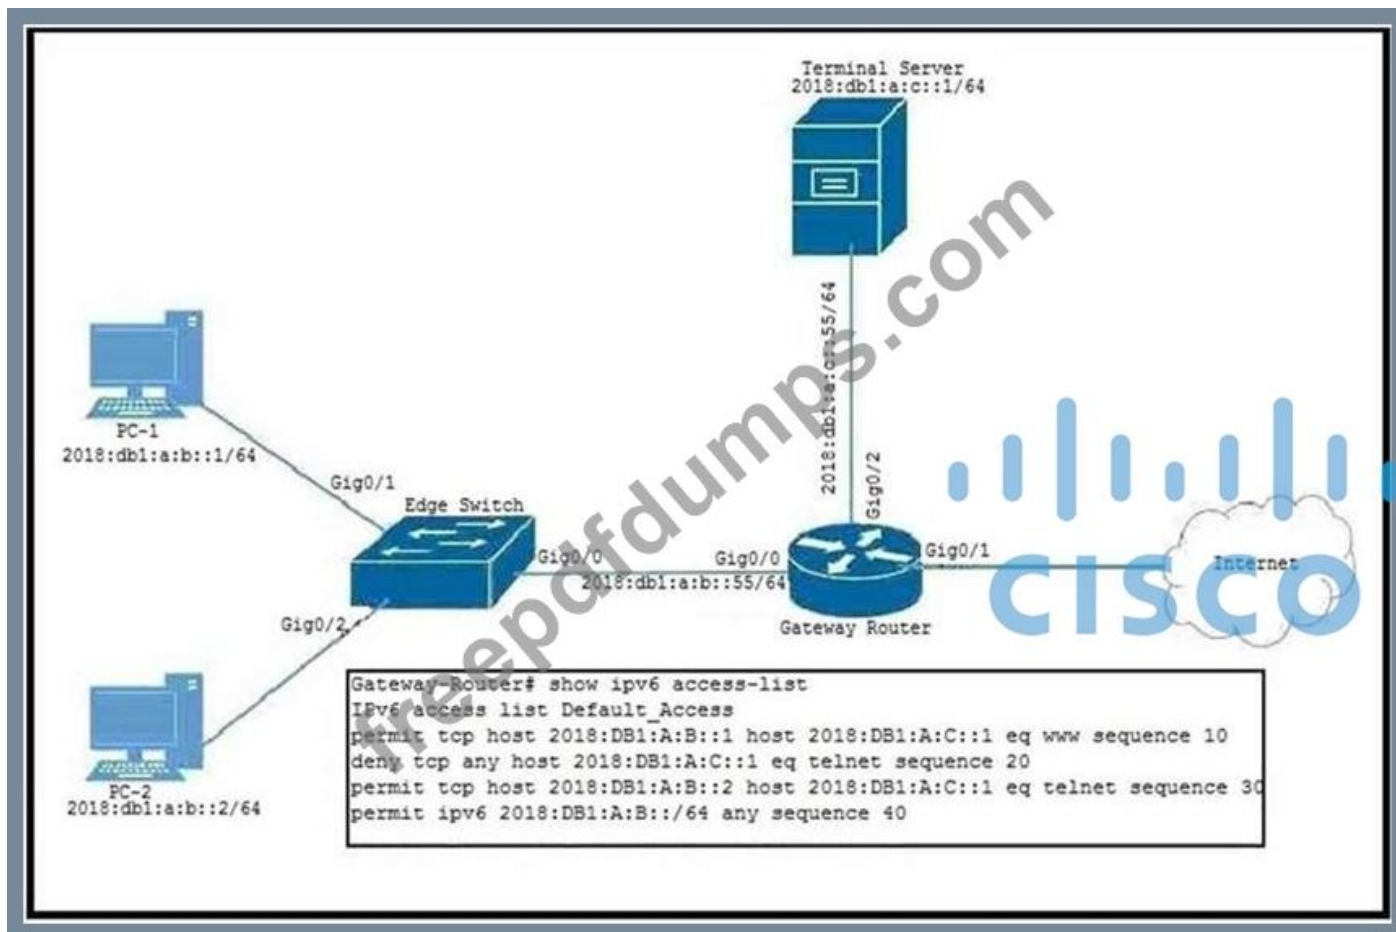 Terminal Server
2018:db1:a:c::1/64
2018:db1:a:c::55/64
Gig0/2
PC-1
2018:db1:a:b::1/64
Gig0/1
Edge Switch
Gig0/0
Gig0/0
2018:db1:a:b::55/64
Gig0/1
Internet
CISCO
Gateway Router
Gig0/2
PC-2
2018:db1:a:b::2/64
freepdfdumps.com
Gateway-Router# show ipv6 access-list
IPv6 access list Default_Access
permit tcp host 2018:DB1:A:B::1 host 2018:DB1:A:C::1 eq www sequence 10
deny tcp any host 2018:DB1:A:C::1 eq telnet sequence 20
permit tcp host 2018:DB1:A:B::2 host 2018:DB1:A:C::1 eq telnet sequence 30
permit ipv6 2018:DB1:A:B::/64 any sequence 40